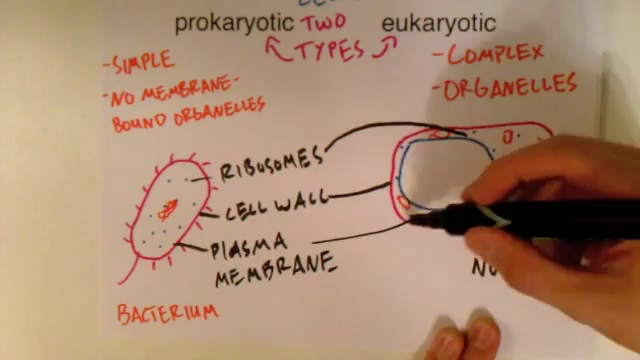 prokaryotic TWO eukaryotic
TYPES
-SIMPLE
-NO MEMBRANE-
BOUND ORGANELLES
-COMPLEX
-ORGANELLES
RIBOSOMES
CELL WALL
PLASMA
MEMBRANE
BACTERIUM